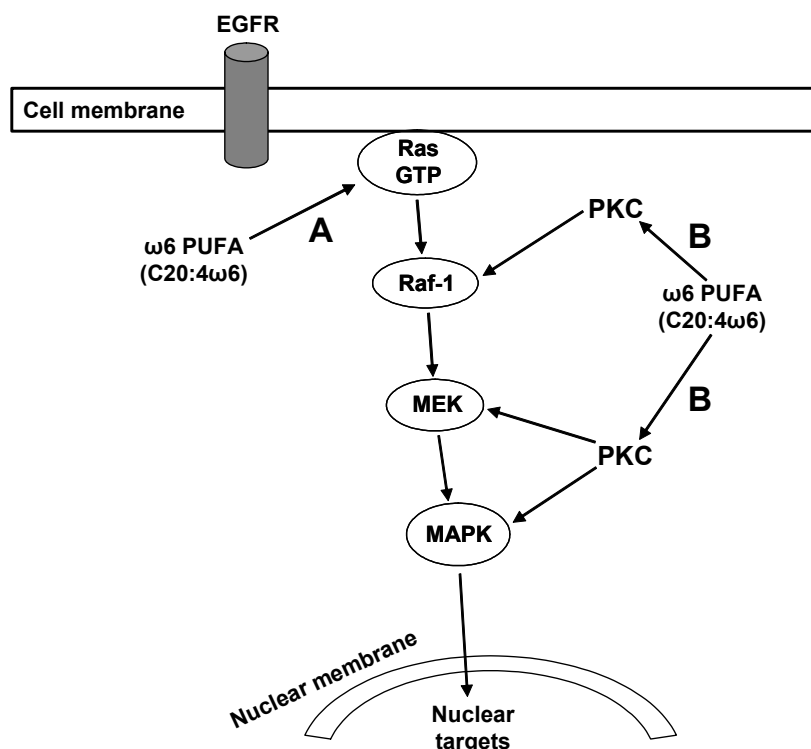 EGFR
Cell membrane
Ras
GTP
PKC
A
B
ω6 PUFA
(C20:4ω6)
Raf-1
ω6 PUFA
(C20:4ω6)
B
MEK
PKC
MAPK
Nuclear membrane
Nuclear
targets